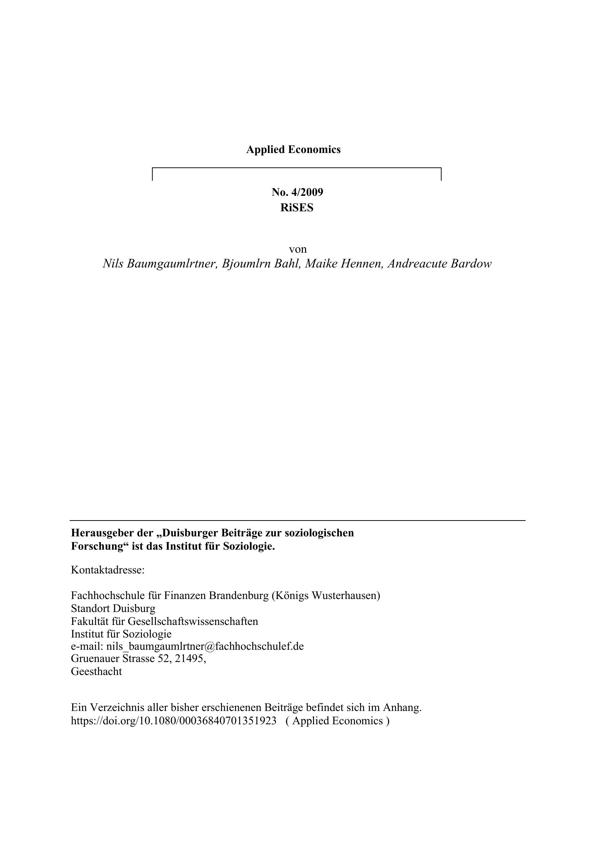 Applied Economics
No. 4/2009
RiSES
von
Nils Baumgaumlrtner, Bjoumlrn Bahl, Maike Hennen, Andreacute Bardow
Herausgeber der „Duisburger Beiträge zur soziologischen
Forschung“ ist das Institut für Soziologie.
Kontaktadresse:
Fachhochschule für Finanzen Brandenburg (Königs Wusterhausen)
Standort Duisburg
Fakultät für Gesellschaftswissenschaften
Institut für Soziologie
e-mail: nils_baumgaumlrtner@fachhochschulef.de
Gruenauer Strasse 52, 21495,
Geesthacht
Ein Verzeichnis aller bisher erschienenen Beiträge befindet sich im Anhang.
https://doi.org/10.1080/00036840701351923 ( Applied Economics )